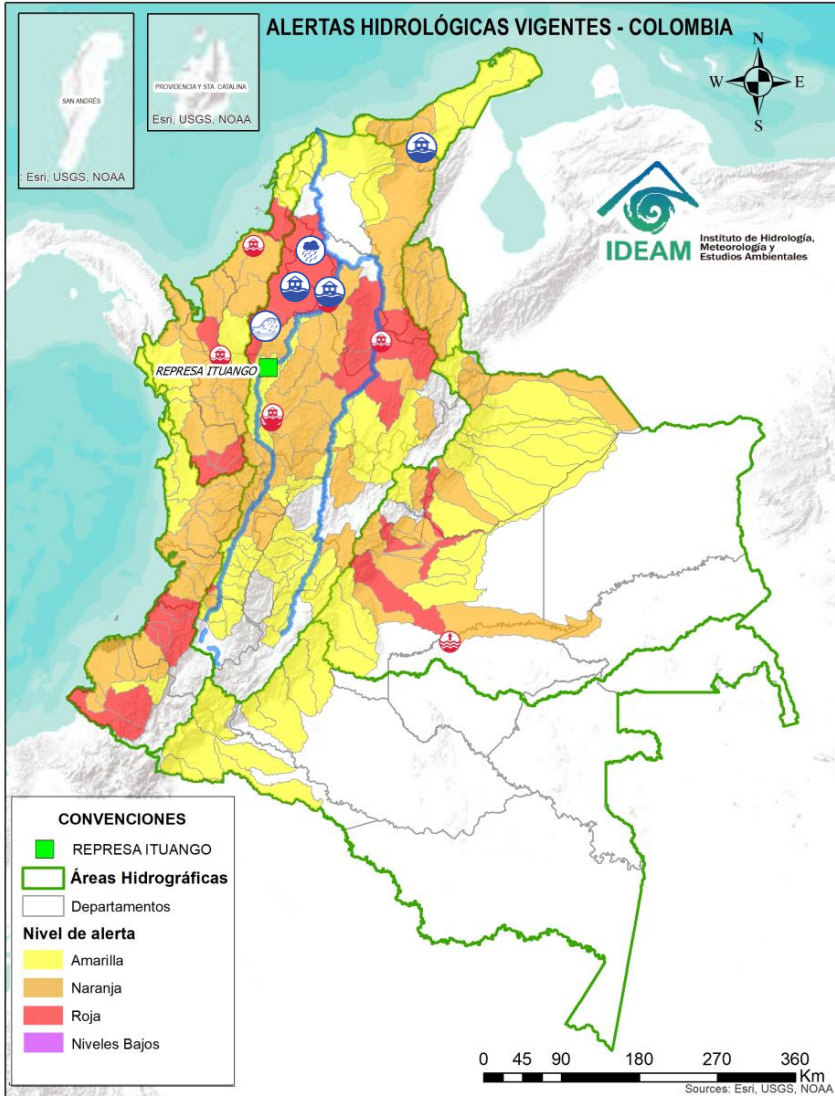 ALERTAS HIDROLÓGICAS VIGENTES - COLOMBIA
SAN ANDRÉS
: Esri, USGS, NOAA
PROVIDENCIA Y STA. CATALINA
Esri, USGS, NOAA
N
W
E
S
IDEAM
Instituto de Hidrología,
Meteorología y
Estudios Ambientales
REPRESA ITUANGO
CONVENCIONES
REPRESA ITUANGO
Áreas Hidrográficas
Departamentos
Nivel de alerta
Amarilla
Naranja
Roja
Niveles Bajos
0 45 90 180 270 360
Km
Sources: Esri, USGS, NOAA